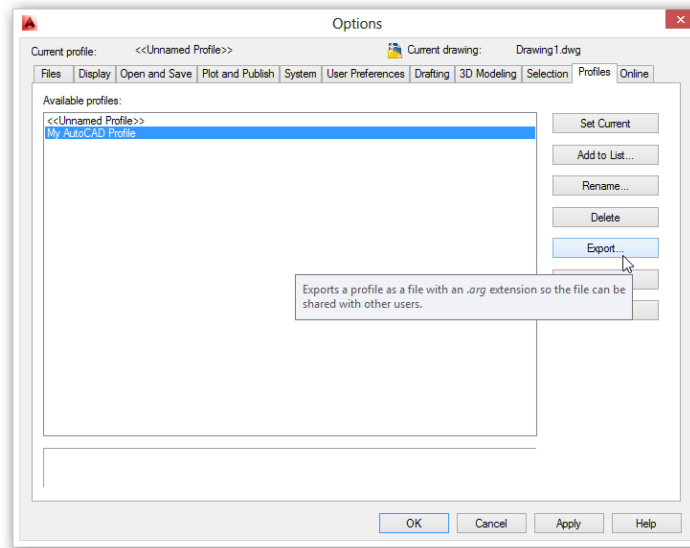 Options
Current profile: <<Unnamed Profile>> Current drawing: Drawing1.dwg
Files Display Open and Save Plot and Publish System User Preferences Drafting 3D Modeling Selection Profiles Online
Available profiles:
<<Unnamed Profile>>
My AutoCAD Profile
Set Current
Add to List...
Rename...
Delete
Export...
Exports a profile as a file with an .arg extension so the file can be
shared with other users.
OK Cancel Apply Help